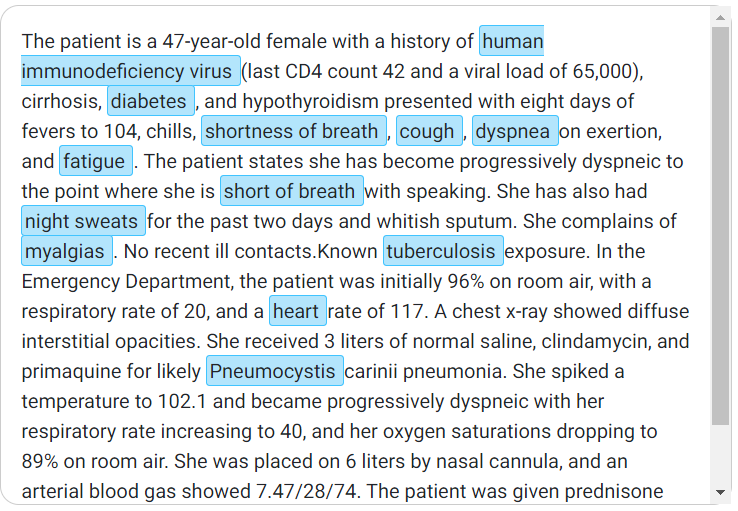 The patient is a 47-year-old female with a history of human
immunodeficiency virus (last CD4 count 42 and a viral load of 65,000),
cirrhosis, diabetes , and hypothyroidism presented with eight days of
fevers to 104, chills, shortness of breath , cough , dyspnea on exertion,
and fatigue . The patient states she has become progressively dyspneic to
the point where she is short of breath with speaking. She has also had
night sweats for the past two days and whitish sputum. She complains of
myalgias . No recent ill contacts.Known tuberculosis exposure. In the
Emergency Department, the patient was initially 96% on room air, with a
respiratory rate of 20, and a heart rate of 117. A chest x-ray showed diffuse
interstitial opacities. She received 3 liters of normal saline, clindamycin, and
primaquine for likely Pneumocystis carinii pneumonia. She spiked a
temperature to 102.1 and became progressively dyspneic with her
respiratory rate increasing to 40, and her oxygen saturations dropping to
89% on room air. She was placed on 6 liters by nasal cannula, and an
arterial blood gas showed 7.47/28/74. The patient was given prednisone